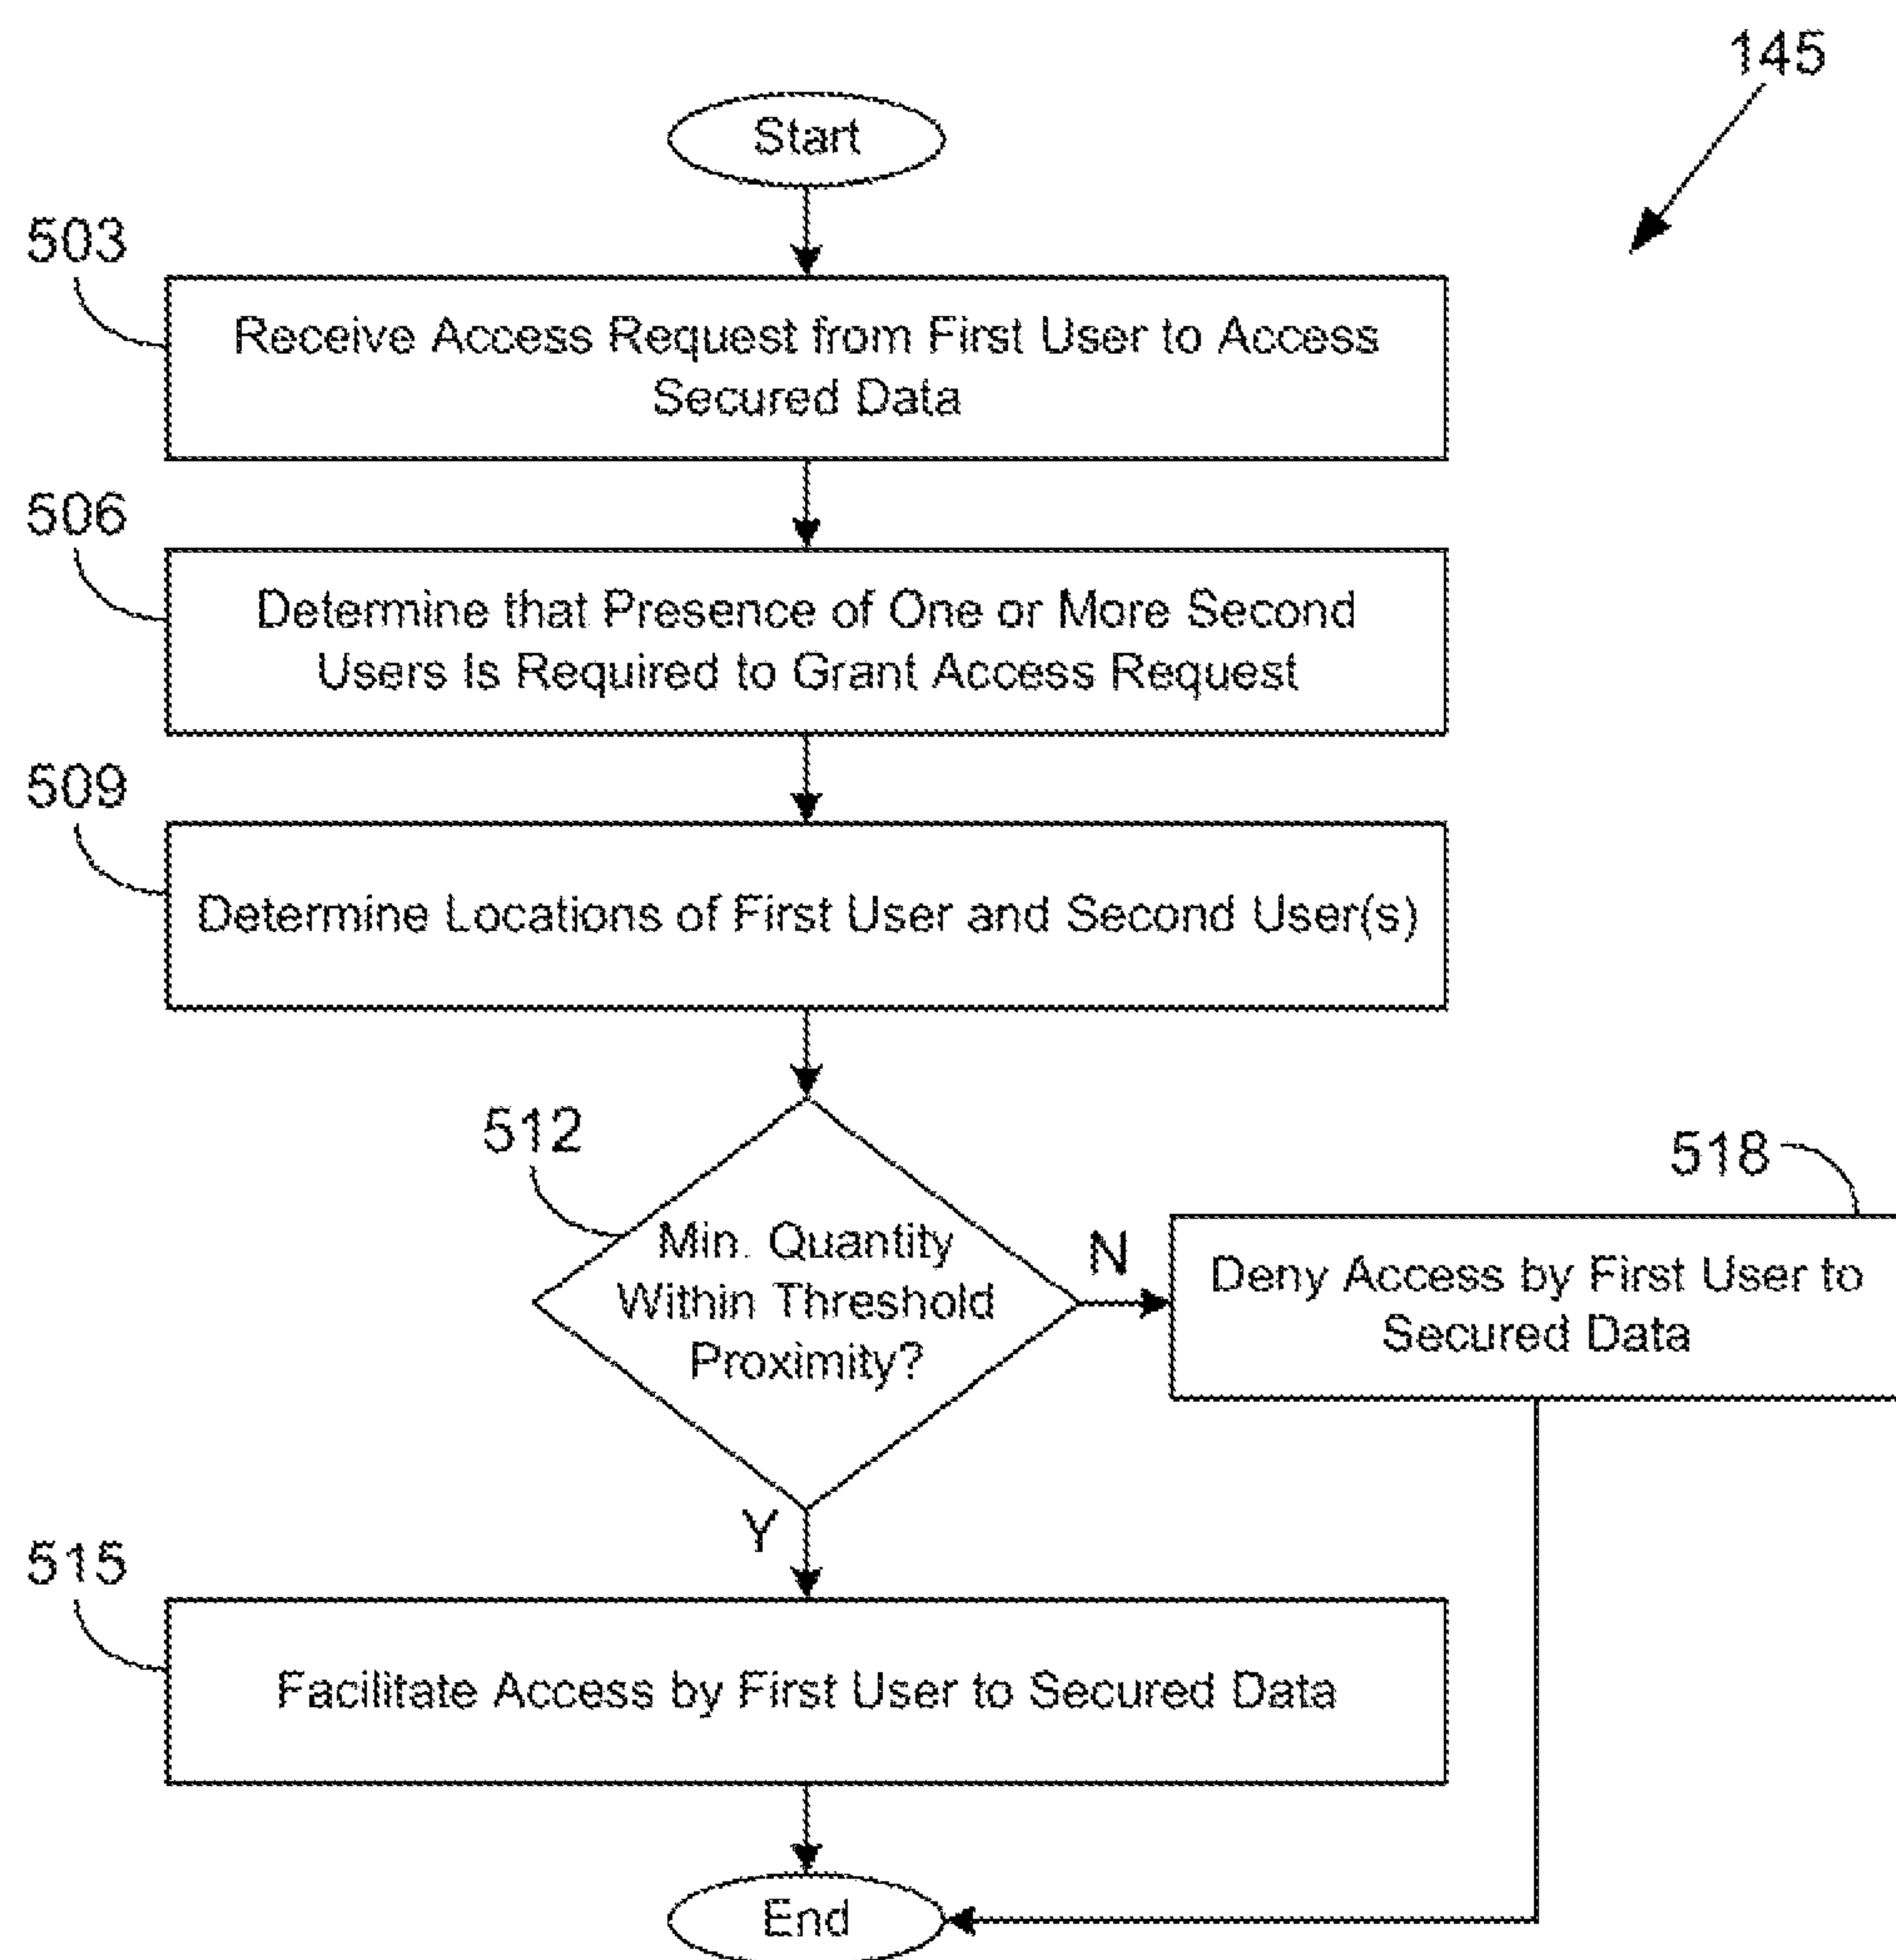 145
Start
503
Receive Access Request from First User to Access
Secured Data
506
Determine that Presence of One or More Second
Users Is Required to Grant Access Request
509
Determine Locations of First User and Second User(s)
512
Min. Quantity
Within Threshold
Proximity?
N
518
Deny Access by First User to
Secured Data
Y
515
Facilitate Access by First User to Secured Data
End